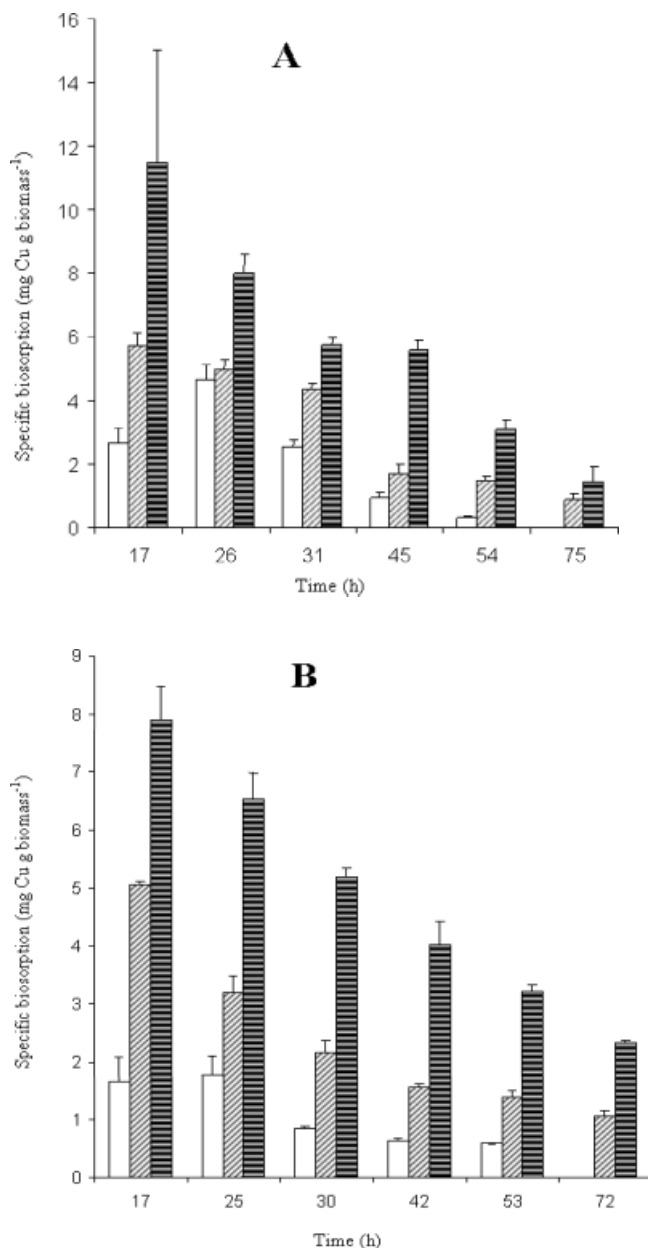 A
Specific biosorption (mg Cu g biomass-1)
16
14
12
10
8
6
4
2
0
17 26 31 45 54 75
Time (h)
B
Specific biosorption (mg Cu g biomass-1)
9
8
7
6
5
4
3
2
1
0
17 25 30 42 53 72
Time (h)